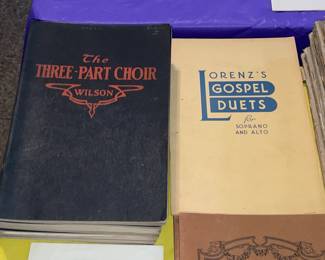 The
THREE-PART CHOIR
WILSON
LORENZ'S
GOSPEL
DUETS
for
SOPRANO
AND ALTO